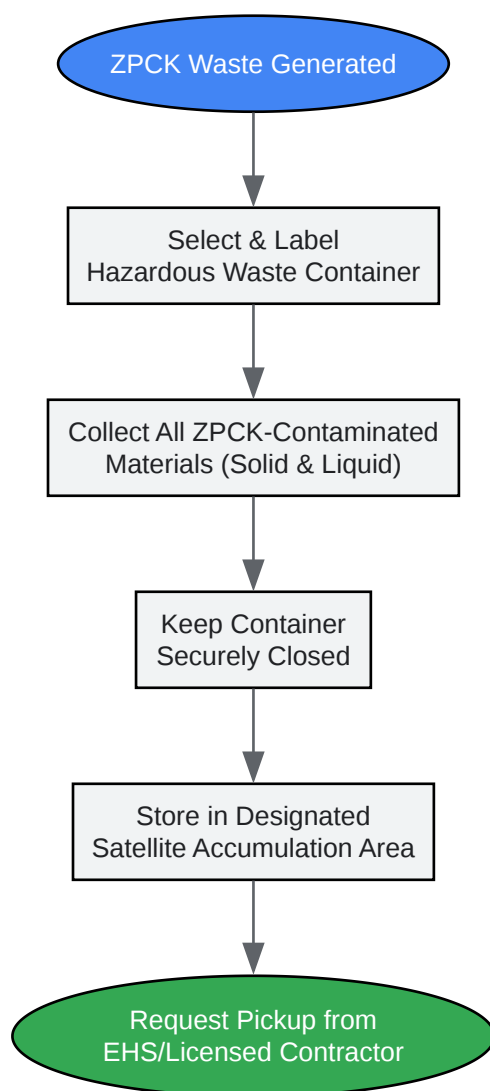 ZPCK Waste Generated
Select & Label
Hazardous Waste Container
Collect All ZPCK-Contaminated
Materials (Solid & Liquid)
Keep Container
Securely Closed
Store in Designated
Satellite Accumulation Area
Request Pickup from
EHS/Licensed Contractor